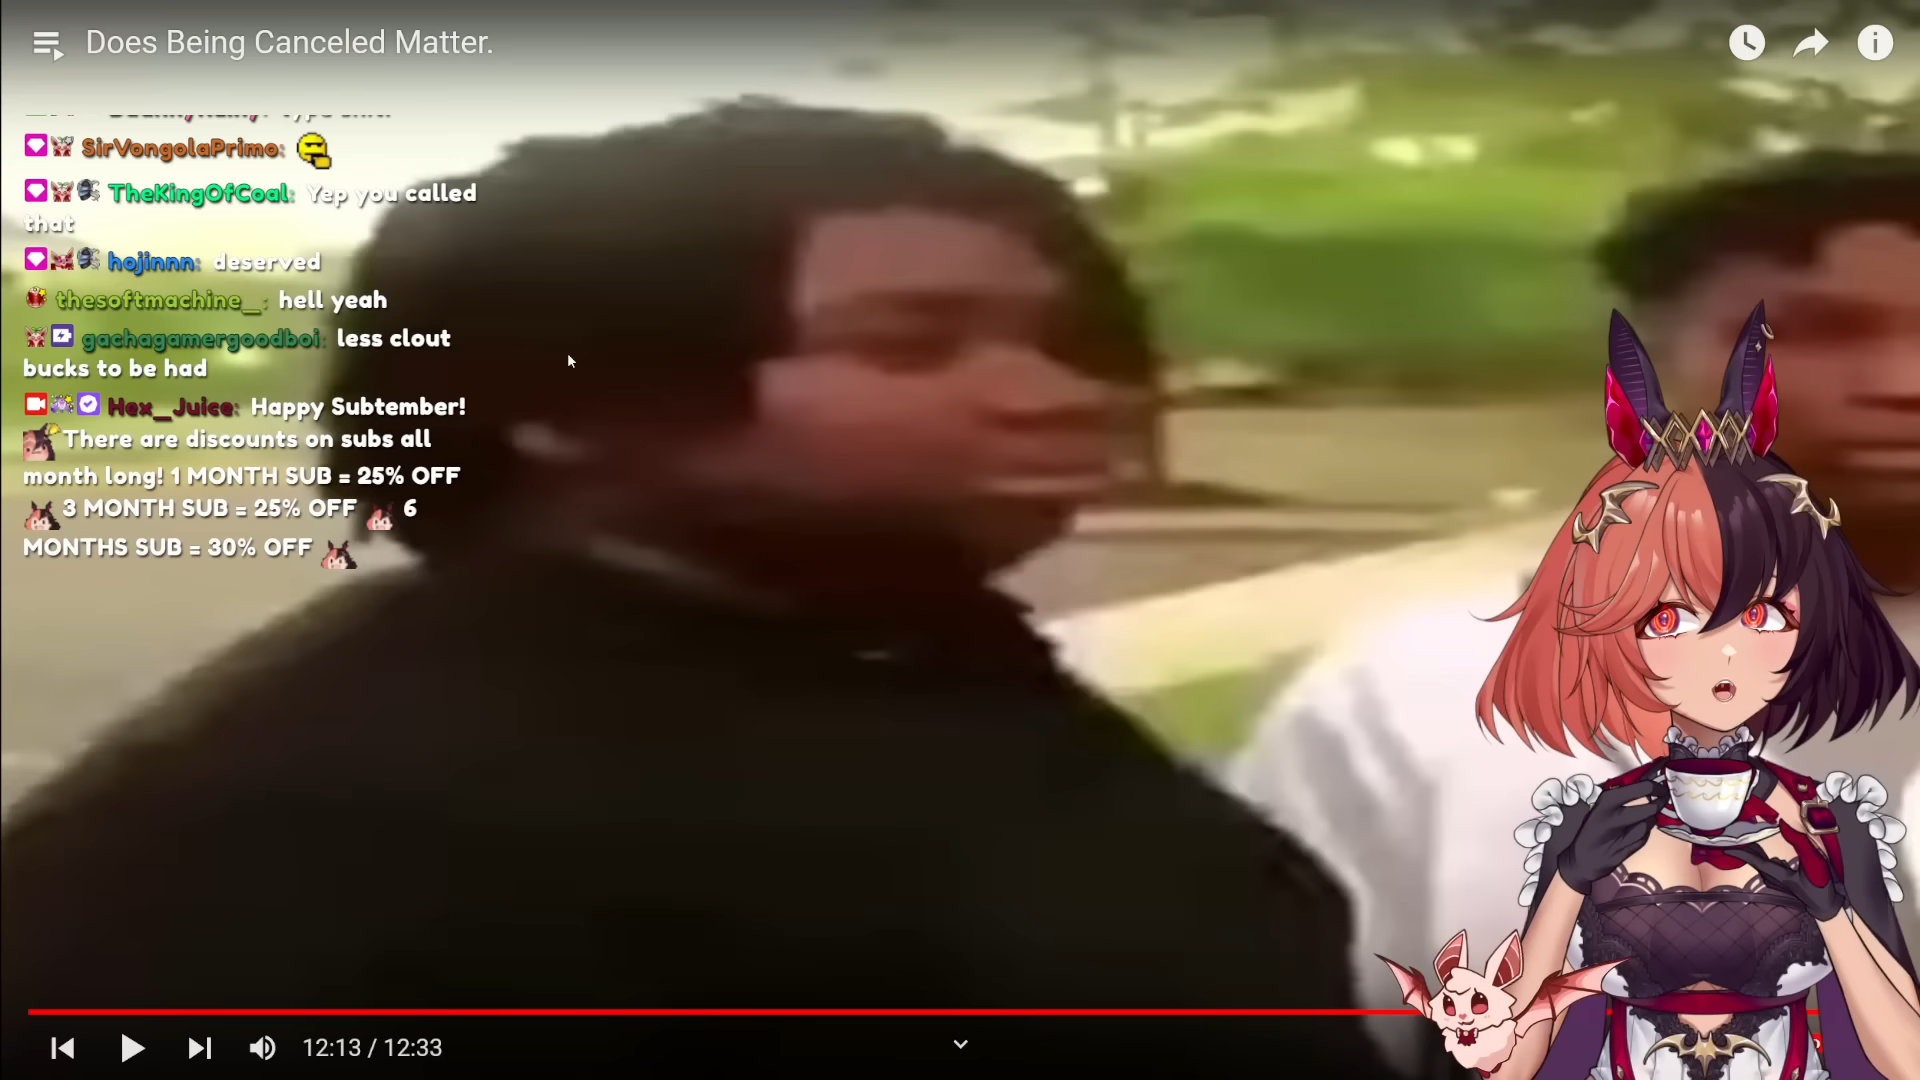 Does Being Canceled Matter.
SirVongolaPrimo:
TheKingOfCoal: Yep you called
that
hojinnn: deserved
thesoftmachine_: hell yeah
gachagamergoodboi: less clout
bucks to be had
Hex_Juice: Happy Subtember!
There are discounts on subs all
month long! 1 MONTH SUB = 25% OFF
3 MONTH SUB = 25% OFF 6
MONTHS SUB = 30% OFF
12:13 / 12:33